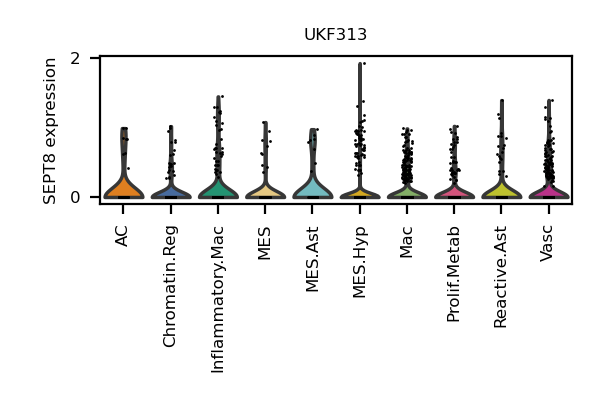 UKF313
SEPT8 expression
2
0
AC
Chromatin.Reg
Inflammatory.Mac
MES
MES.Ast
MES.Hyp
Mac
Prolif.Metab
Reactive.Ast
Vasc